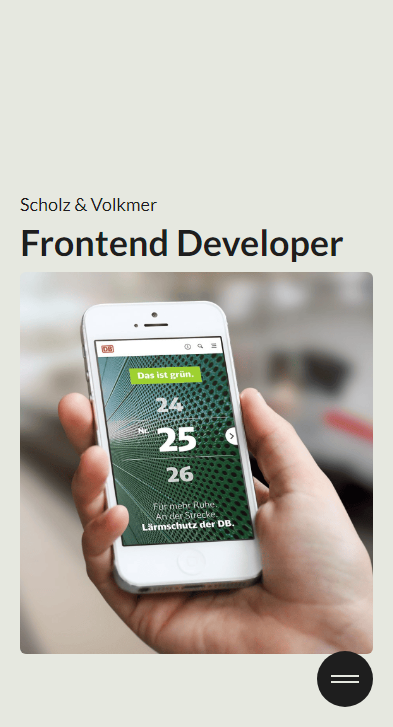 Scholz & Volkmer
Frontend Developer
DB
Das ist grün.
24
Nr. 25
26
Für mehr Ruhe.
An der Strecke.
Lärmschutz der DB.